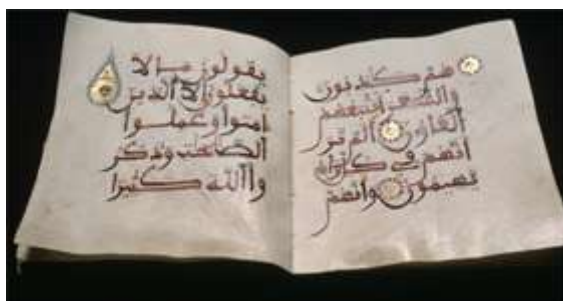 هم كذبون
والشعرا يتبعهم
الغاون الم تر
انهم في كل واد
يهيمون وانهم
يقولون ما لا
يفعلون الا الذين
امنوا وعملوا
الصلحت وذكر
وا الله كثيرا